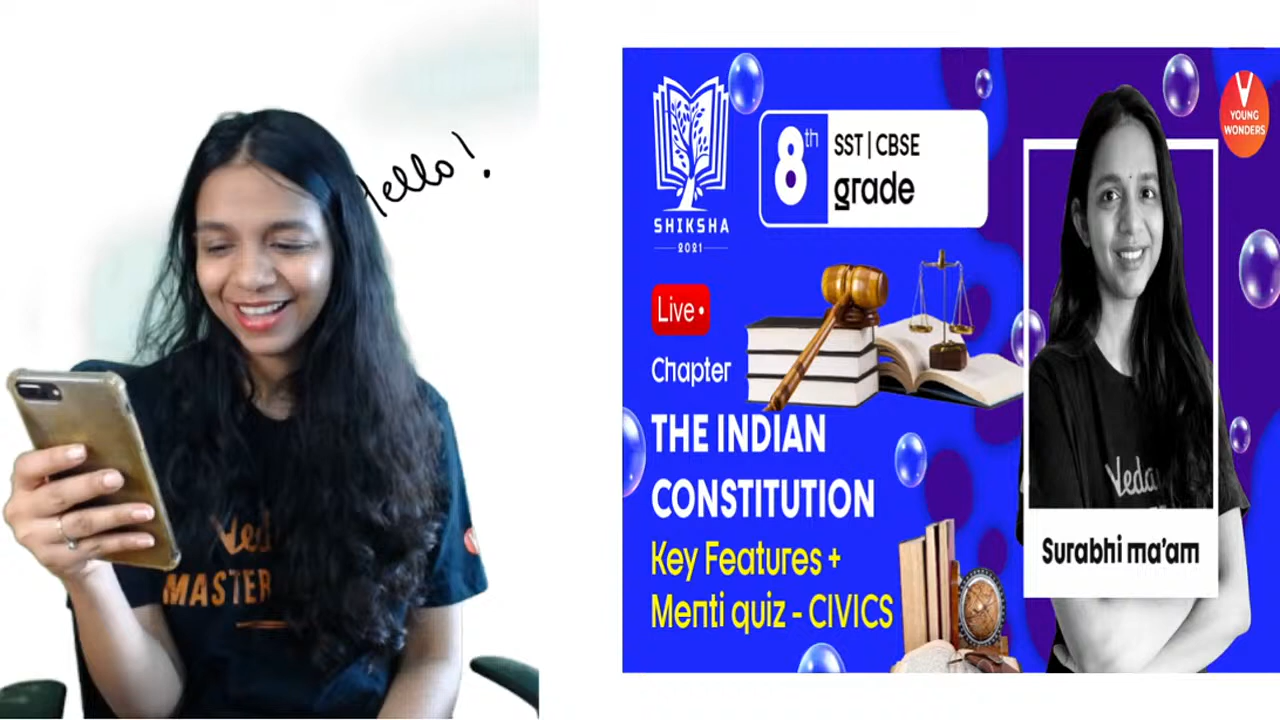 Hello!
MASTER
SHIKSHA
2021
8th
SST | CBSE
grade
Live
Chapter
THE INDIAN
CONSTITUTION
Key Features +
Menti quiz - CIVICS
YOUNG
WONDERS
Surabhi ma'am